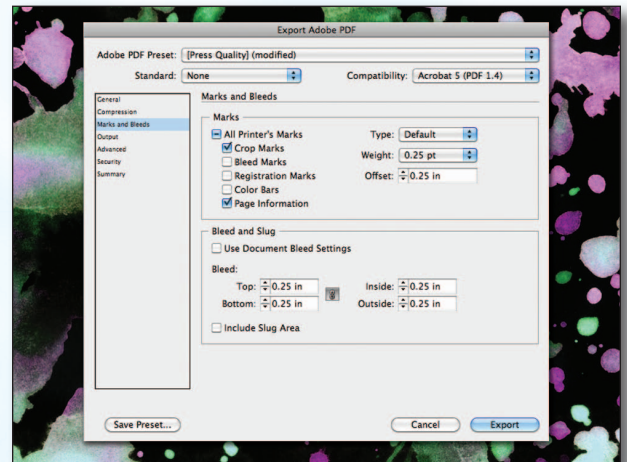 Export Adobe PDF
Adobe PDF Preset: [Press Quality] (modified)
Standard: None Compatibility: Acrobat 5 (PDF 1.4)
General
Compression
Marks and Bleeds
Output
Advanced
Security
Summary
Marks and Bleeds
Marks
All Printer's Marks Type: Default
Crop Marks Weight: 0.25 pt
Bleed Marks
Registration Marks Offset: 0.25 in
Color Bars
Page Information
Bleed and Slug
Use Document Bleed Settings
Bleed:
Top: 0.25 in Inside: 0.25 in
Bottom: 0.25 in Outside: 0.25 in
Include Slug Area
Save Preset... Cancel Export